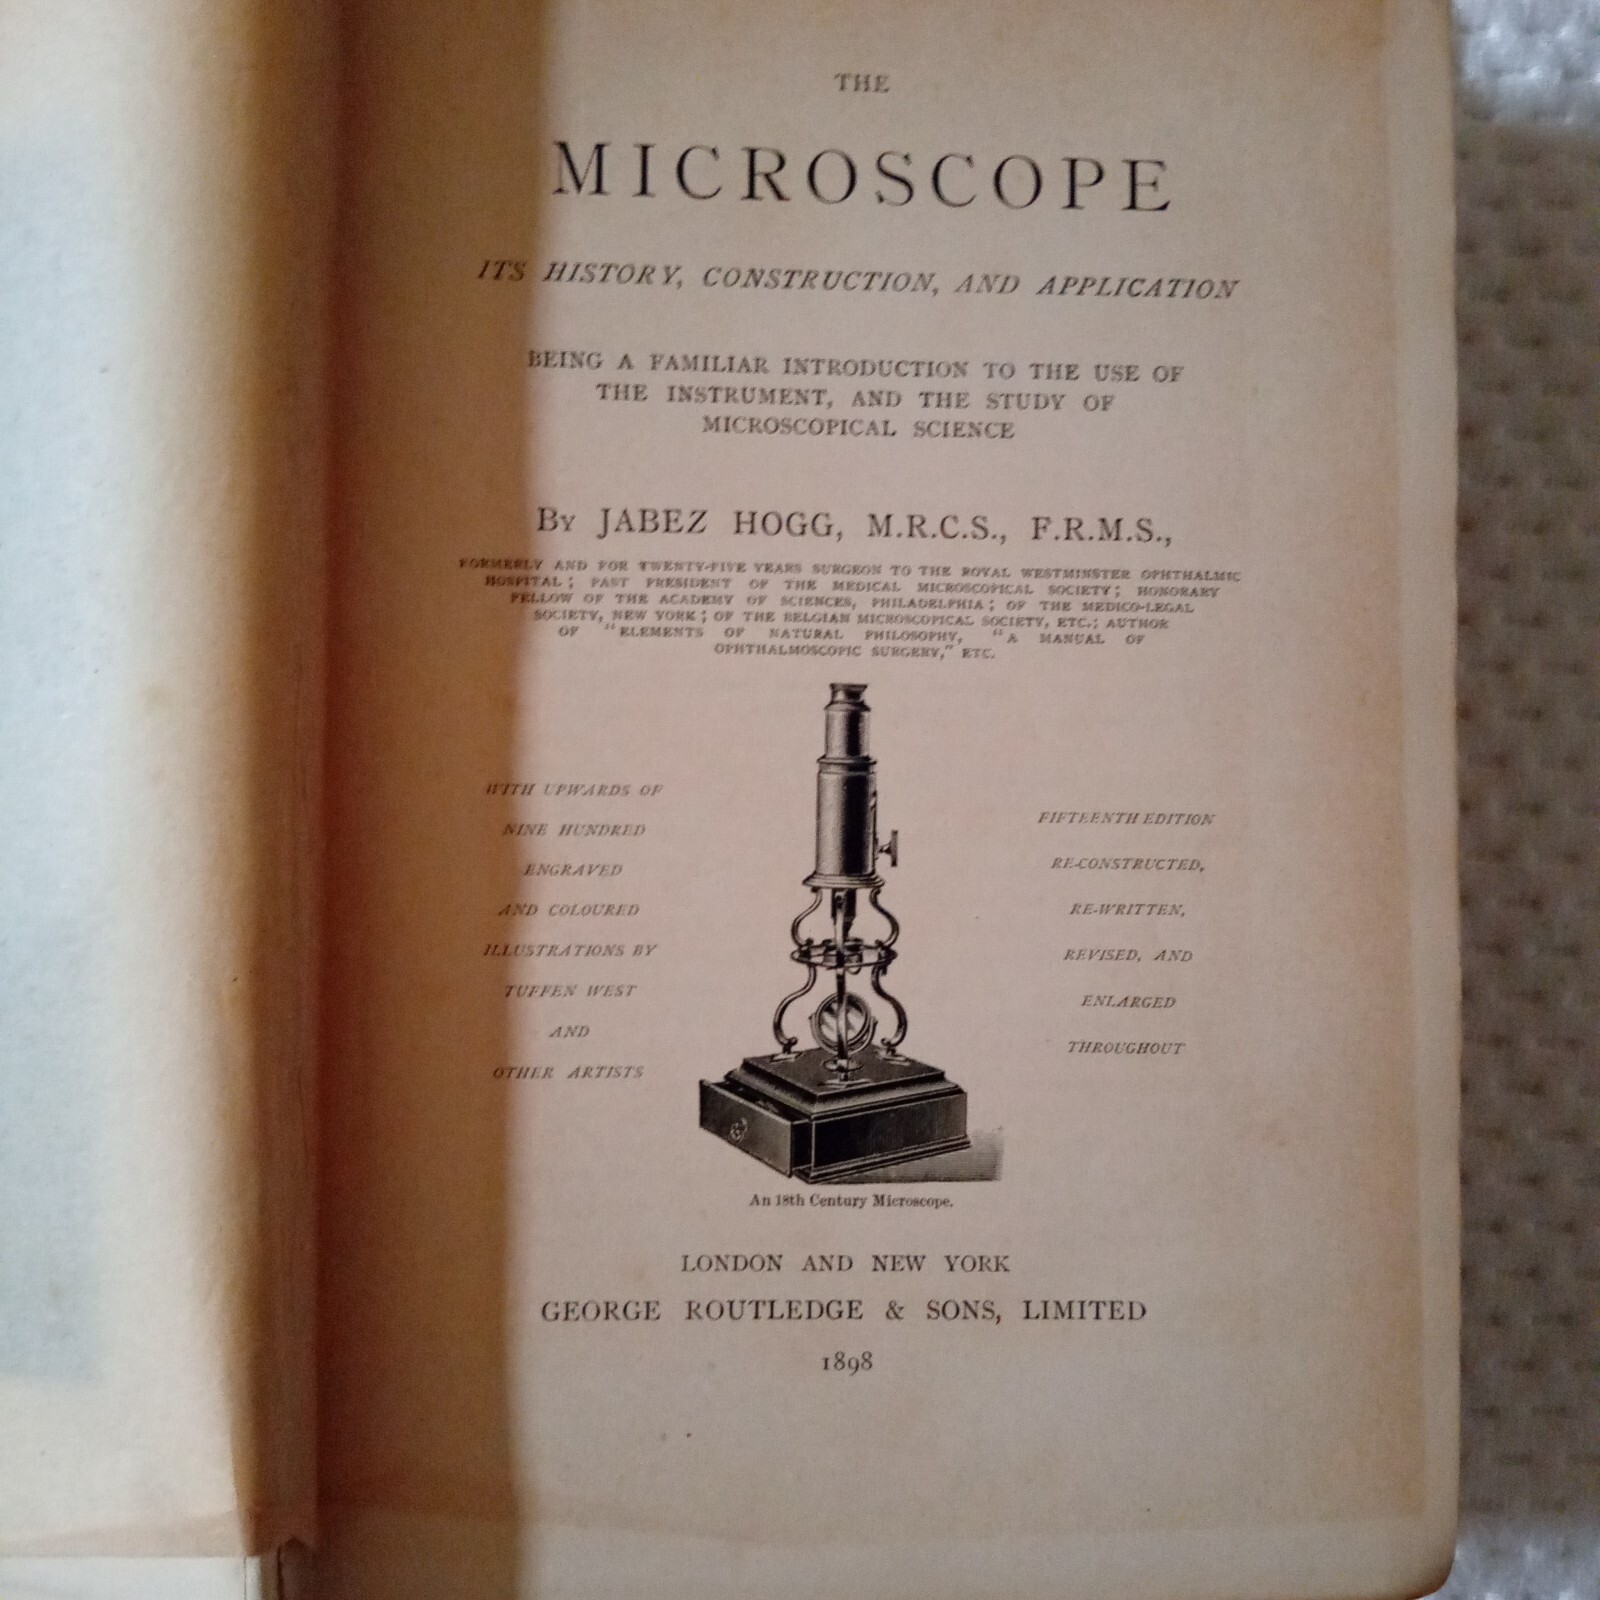 THE
MICROSCOPE
ITS HISTORY, CONSTRUCTION, AND APPLICATION
BEING A FAMILIAR INTRODUCTION TO THE USE OF
THE INSTRUMENT, AND THE STUDY OF
MICROSCOPICAL SCIENCE
By JABEZ HOGG, M.R.C.S., F.R.M.S.,
FORMERLY AND FOR TWENTY-FIVE YEARS SURGEON TO THE ROYAL WESTMINSTER OPHTHALMIC
HOSPITAL; PAST PRESIDENT OF THE MEDICAL MICROSCOPICAL SOCIETY; HONORARY
FELLOW OF THE ACADEMY OF SCIENCES, PHILADELPHIA; OF THE MEDICO-LEGAL
SOCIETY, NEW YORK; OF THE BELGIAN MICROSCOPICAL SOCIETY, ETC.; AUTHOR
OF "ELEMENTS OF NATURAL PHILOSOPHY, "A MANUAL OF
OPHTHALMOSCOPIC SURGERY," ETC.
WITH UPWARDS OF
NINE HUNDRED
ENGRAVED
AND COLOURED
ILLUSTRATIONS BY
TUFFEN WEST
AND
OTHER ARTISTS
FIFTEENTH EDITION
RE-CONSTRUCTED,
RE-WRITTEN,
REVISED, AND
ENLARGED
THROUGHOUT
An 18th Century Microscope.
LONDON AND NEW YORK
GEORGE ROUTLEDGE & SONS, LIMITED
1898